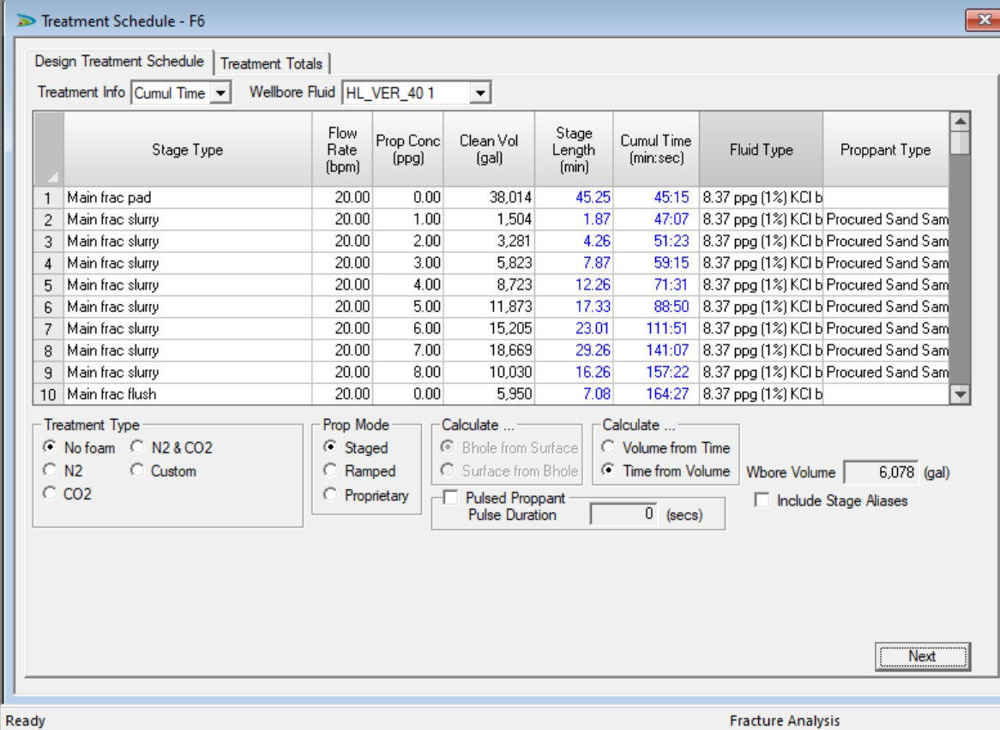 Treatment Schedule - F6
Design Treatment Schedule Treatment Totals
Treatment Info Cumul Time Wellbore Fluid HL_VER_40 1
Stage Type Flow Rate (bpm) Prop Conc (ppg) Clean Vol (gal) Stage Length (min) Cumul Time (min:sec) Fluid Type Proppant Type
1 Main frac pad 20.00 0.00 38,014 45.25 45:15 8.37 ppg (1%) KCl b
2 Main frac slurry 20.00 1.00 1,504 1.87 47:07 8.37 ppg (1%) KCl b Procured Sand Sam
3 Main frac slurry 20.00 2.00 3,281 4.26 51:23 8.37 ppg (1%) KCl b Procured Sand Sam
4 Main frac slurry 20.00 3.00 5,823 7.87 59:15 8.37 ppg (1%) KCl b Procured Sand Sam
5 Main frac slurry 20.00 4.00 8,723 12.26 71:31 8.37 ppg (1%) KCl b Procured Sand Sam
6 Main frac slurry 20.00 5.00 11,873 17.33 88:50 8.37 ppg (1%) KCl b Procured Sand Sam
7 Main frac slurry 20.00 6.00 15,205 23.01 111:51 8.37 ppg (1%) KCl b Procured Sand Sam
8 Main frac slurry 20.00 7.00 18,669 29.26 141:07 8.37 ppg (1%) KCl b Procured Sand Sam
9 Main frac slurry 20.00 8.00 10,030 16.26 157:22 8.37 ppg (1%) KCl b Procured Sand Sam
10 Main frac flush 20.00 0.00 5,950 7.08 164:27 8.37 ppg (1%) KCl b
Treatment Type Prop Mode Calculate ... Calculate ...
No foam N2 & CO2 Staged Bhole from Surface Volume from Time
N2 Custom Ramped Surface from Bhole Time from Volume Wbore Volume 6,078 (gal)
CO2 Proprietary Pulsed Proppant Include Stage Aliases
Pulse Duration 0 (secs)
Next
Ready Fracture Analysis